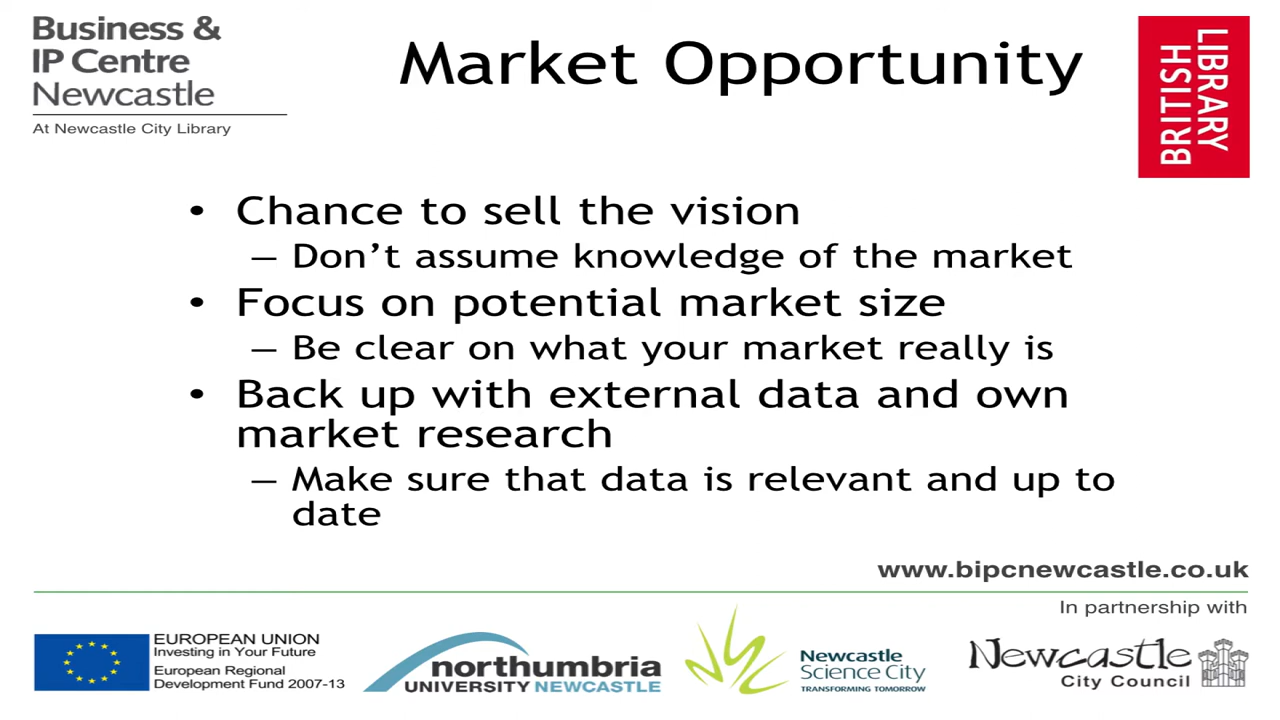 Business &
IP Centre
Newcastle
At Newcastle City Library
Market Opportunity
LIBRARY
BRITISH
• Chance to sell the vision
– Don't assume knowledge of the market
• Focus on potential market size
– Be clear on what your market really is
• Back up with external data and own
market research
– Make sure that data is relevant and up to
date
www.bipcnewcastle.co.uk
In partnership with
EUROPEAN UNION
Investing in Your Future
European Regional
Development Fund 2007-13
northumbria
UNIVERSITY NEWCASTLE
Newcastle
Science City
TRANSFORMING TOMORROW
Newcastle
City Council